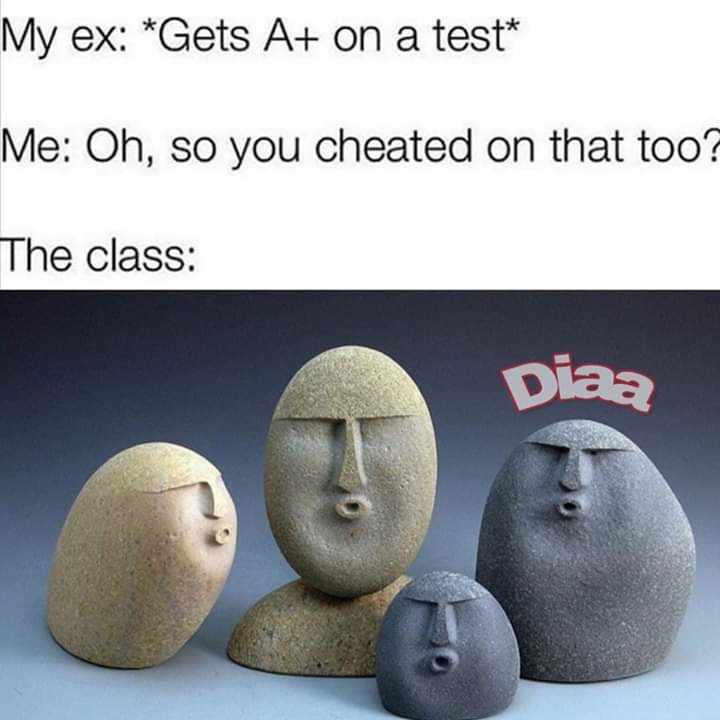 My ex: *Gets A+ on a test*
Me: Oh, so you cheated on that too?
The class:
Diaa